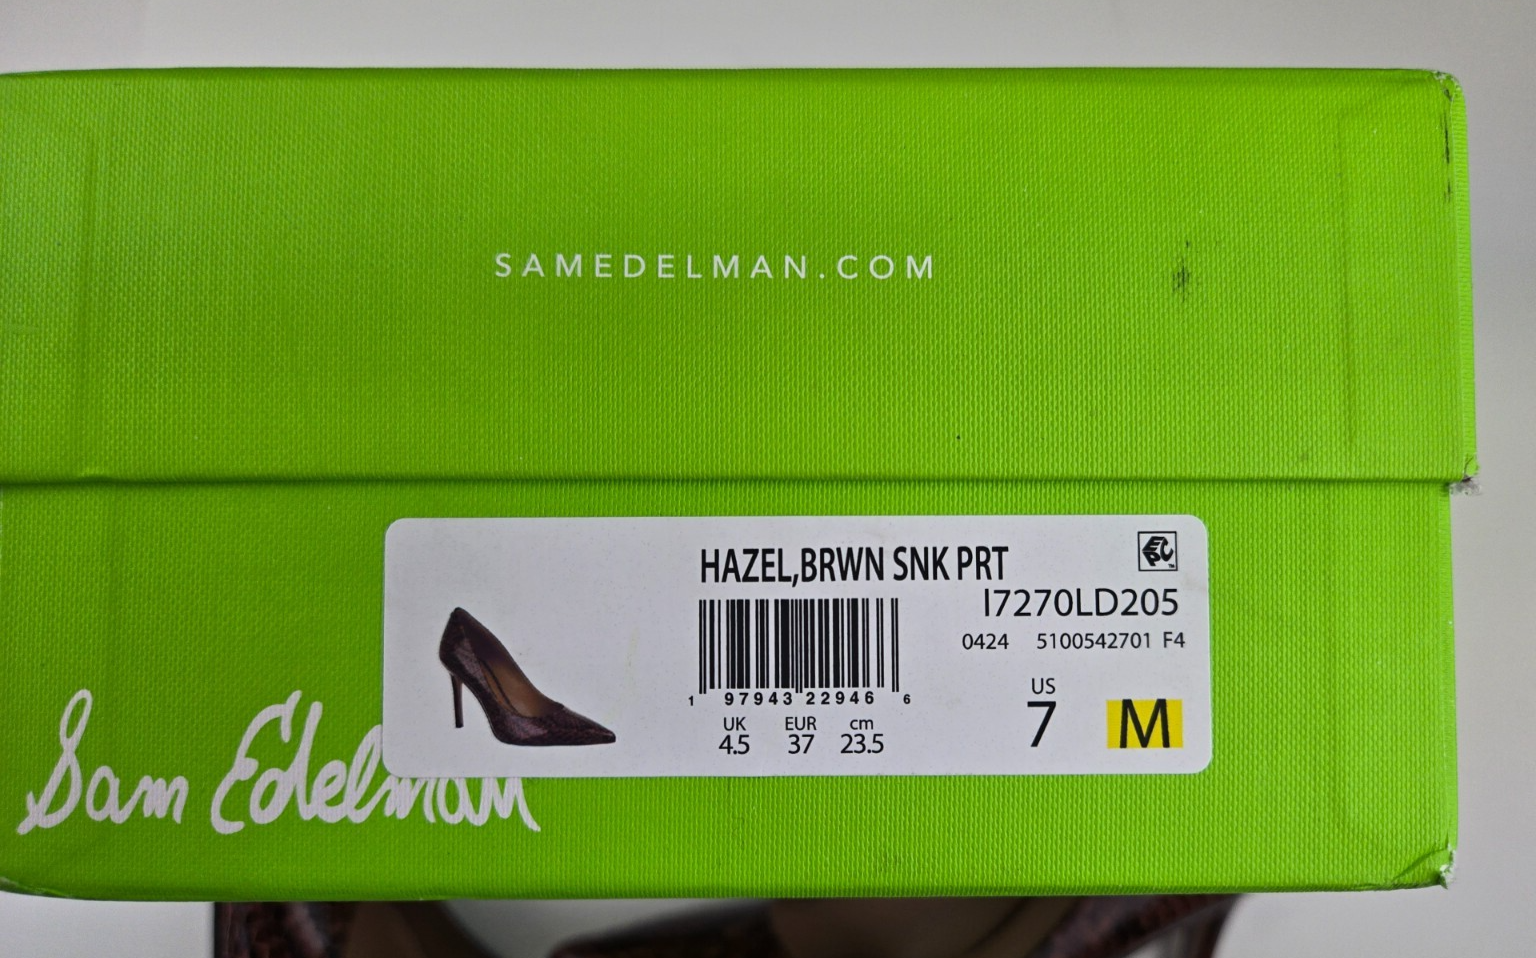 SAMEDELMAN.COM
HAZEL,BRWN SNK PRT
EPC
I7270LD205
0424 5100542701 F4
1 97943 22946 6
UK EUR cm
4.5 37 23.5
US
7 M
Sam Edelman